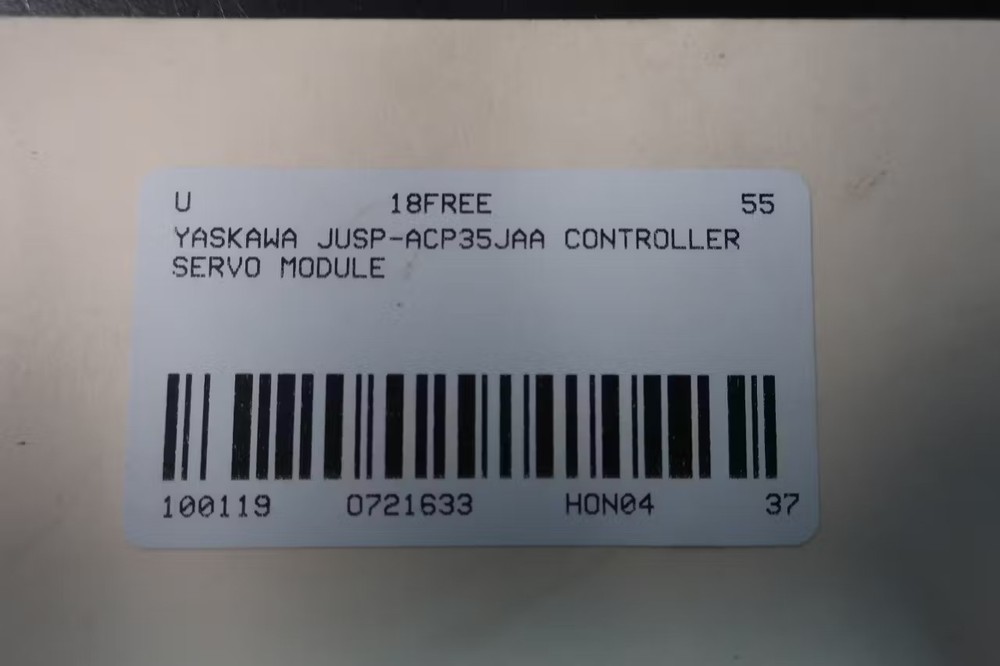 U 18FREE 55
YASKAWA JUSP-ACP35JAA CONTROLLER
SERVO MODULE
100119 0721633 HON04 37